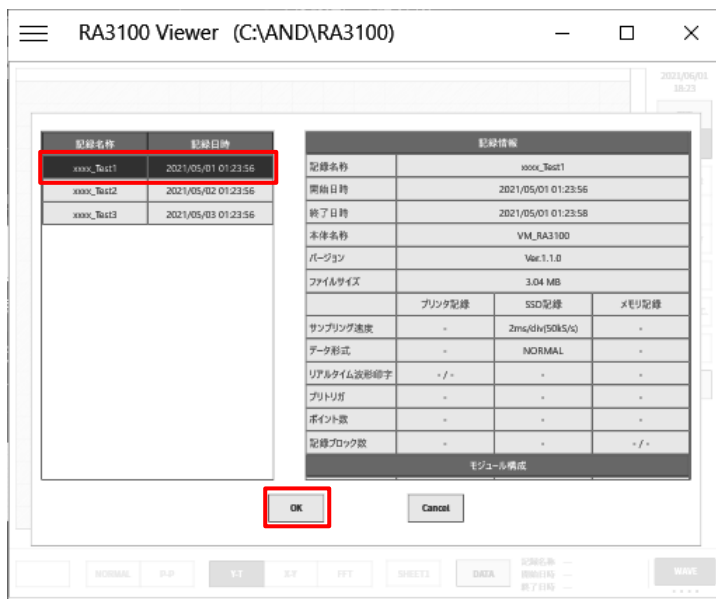 RA3100 Viewer (C:\AND\RA3100)
2021/06/01
18:23
記録名称 記録日時
xxxx_Test1 2021/05/01 01:23:56
xxxx_Test2 2021/05/02 01:23:56
xxxx_Test3 2021/05/03 01:23:56
記録情報
記録名称 xxxx_Test1
開始日時 2021/05/01 01:23:56
終了日時 2021/05/01 01:23:58
本体名称 VM_RA3100
バージョン Ver.1.1.0
ファイルサイズ 3.04 MB
プリンタ記録 SSD記録 メモリ記録
サンプリング速度 - 2ms/div(50kS/s) -
データ形式 - NORMAL -
リアルタイム波形印字 - / - - -
プリトリガ - - -
ポイント数 - - -
記録ブロック数 - - - / -
モジュール構成
OK Cancel
NORMAL P-P Y-T X-Y FFT SHEET1 DATA WAVE
記録名称 ---
開始日時 ---
終了日時 ---